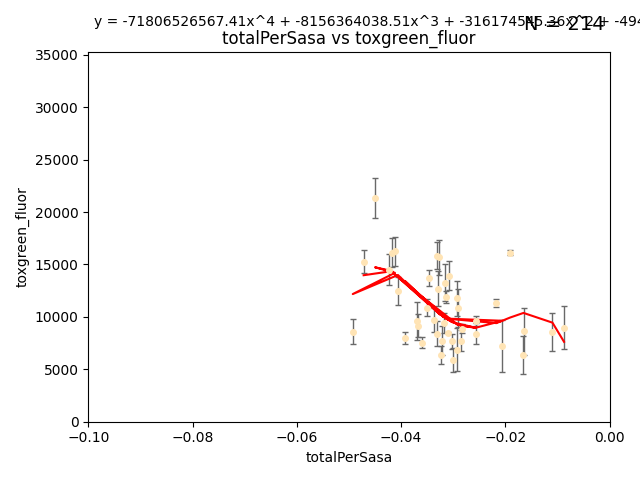 y = -71806526567.41x^4 + -8156364038.51x^3 + + -494
N = 214
totalPerSasa vs toxgreen_fluor
35000
30000
25000
20000
15000
10000
5000
0
toxgreen_fluor
−0.10 −0.08 −0.06 −0.04 −0.02 0.00
totalPerSasa